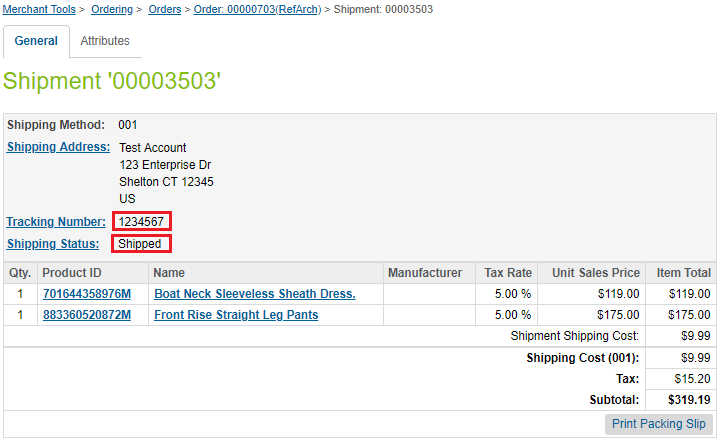 Merchant Tools > Ordering > Orders > Order: 00000703(RefArch) > Shipment: 00003503
General Attributes
Shipment '00003503'
Shipping Method: 001
Shipping Address: Test Account
123 Enterprise Dr
Shelton CT 12345
US
Tracking Number: 1234567
Shipping Status: Shipped
Qty. Product ID Name Manufacturer Tax Rate Unit Sales Price Item Total
1 701644358976M Boat Neck Sleeveless Sheath Dress. 5.00 % $119.00 $119.00
1 883360520872M Front Rise Straight Leg Pants 5.00 % $175.00 $175.00
Shipment Shipping Cost: $9.99
Shipping Cost (001): $9.99
Tax: $15.20
Subtotal: $319.19
Print Packing Slip